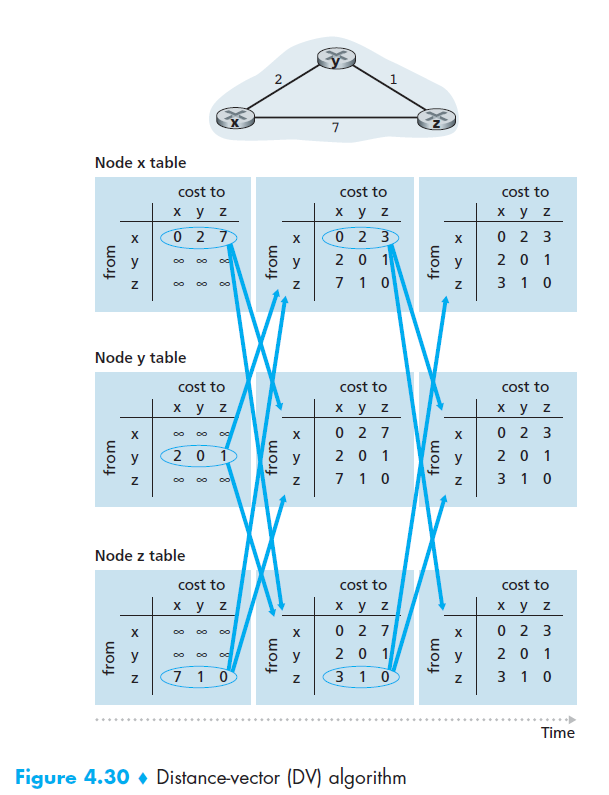 y
2
1
x
7
z
Node x table
cost to cost to cost to
x y z x y z x y z
x 0 2 7 x 0 2 3 x 0 2 3
from y ∞ ∞ ∞ from y 2 0 1 from y 2 0 1
z ∞ ∞ ∞ z 7 1 0 z 3 1 0
Node y table
cost to cost to cost to
x y z x y z x y z
x ∞ ∞ ∞ x 0 2 7 x 0 2 3
from y 2 0 1 from y 2 0 1 from y 2 0 1
z ∞ ∞ ∞ z 7 1 0 z 3 1 0
Node z table
cost to cost to cost to
x y z x y z x y z
x ∞ ∞ ∞ x 0 2 7 x 0 2 3
from y ∞ ∞ ∞ from y 2 0 1 from y 2 0 1
z 7 1 0 z 3 1 0 z 3 1 0
Time
Figure 4.30 ♦ Distance-vector (DV) algorithm